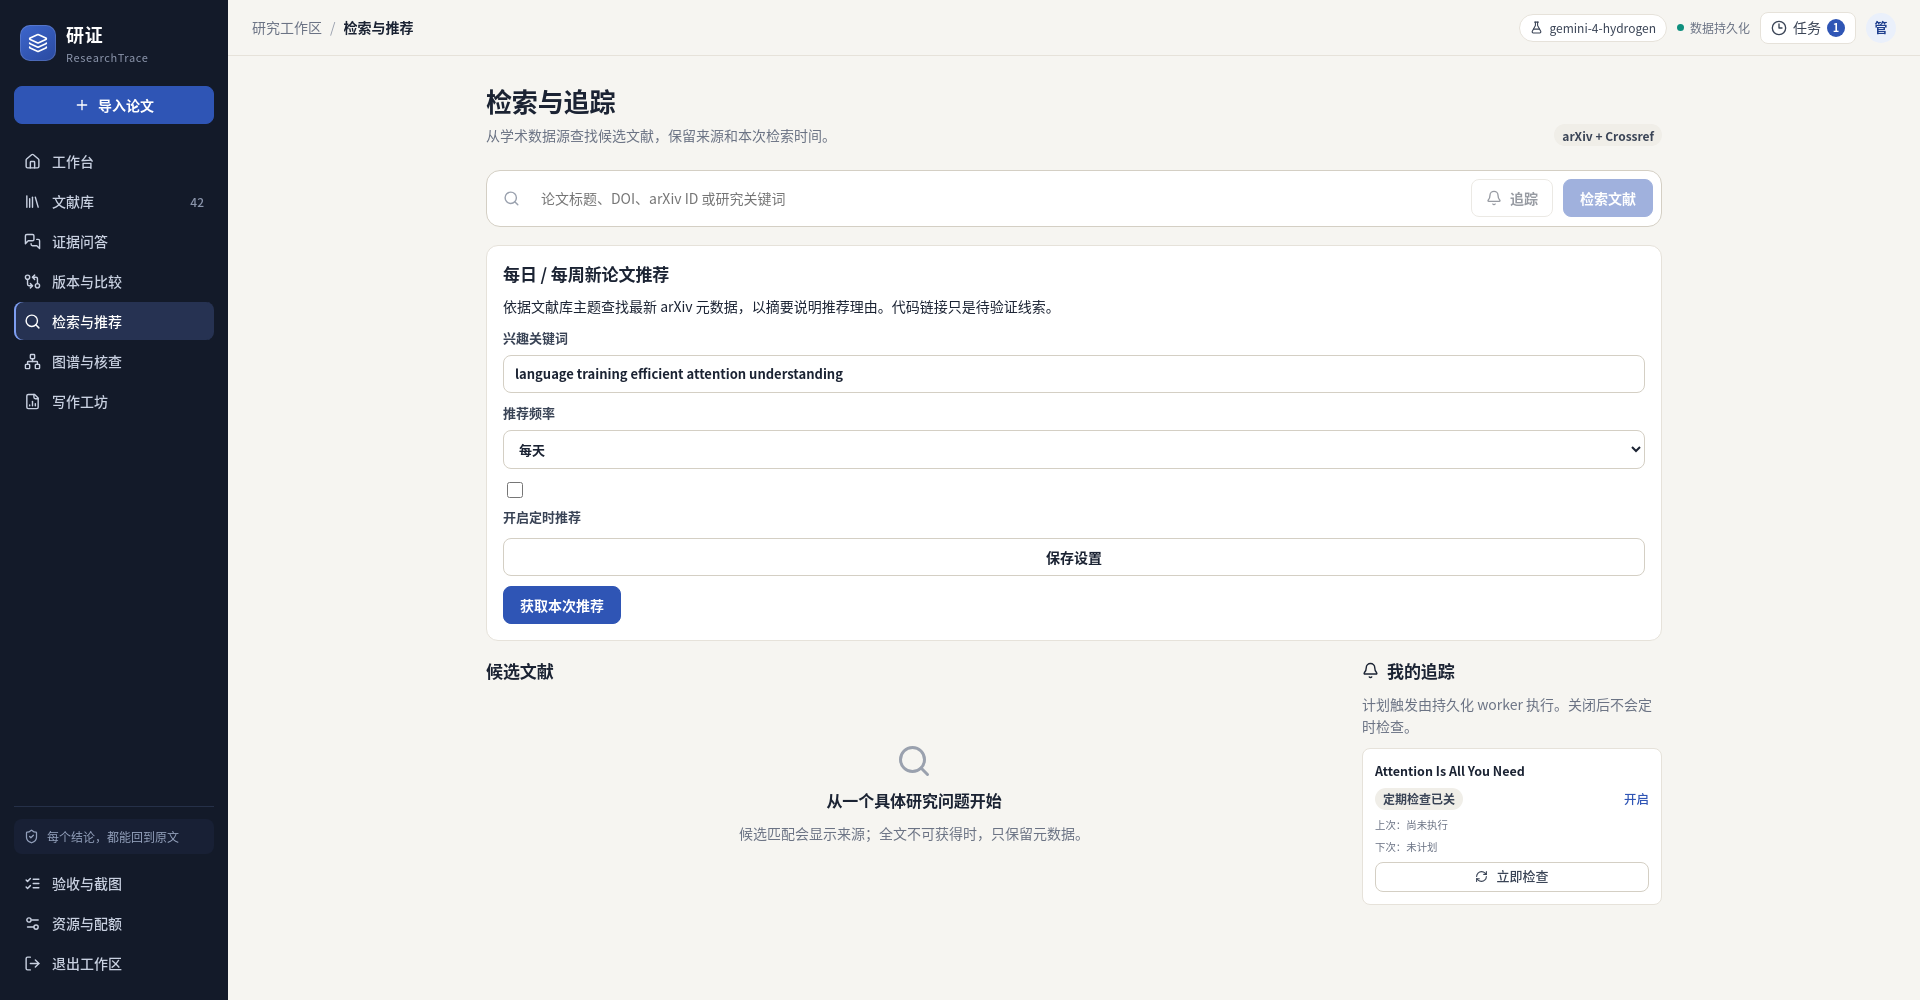 研证
ResearchTrace
导入论文
工作台
文献库 42
证据问答
版本与比较
检索与推荐
图谱与核查
写作工坊
每个结论，都能回到原文
验收与截图
资源与配额
退出工作区
研究工作区 / 检索与推荐
gemini-4-hydrogen
数据持久化
任务 1
管
检索与追踪
从学术数据源查找候选文献，保留来源和本次检索时间。
arXiv + Crossref
论文标题、DOI、arXiv ID 或研究关键词
追踪
检索文献
每日 / 每周新论文推荐
依据文献库主题查找最新 arXiv 元数据，以摘要说明推荐理由。代码链接只是待验证线索。
兴趣关键词
language training efficient attention understanding
推荐频率
每天
开启定时推荐
保存设置
获取本次推荐
候选文献
从一个具体研究问题开始
候选匹配会显示来源；全文不可获得时，只保留元数据。
我的追踪
计划触发由持久化 worker 执行。关闭后不会定
时检查。
Attention Is All You Need
定期检查已关
开启
上次：尚未执行
下次：未计划
立即检查